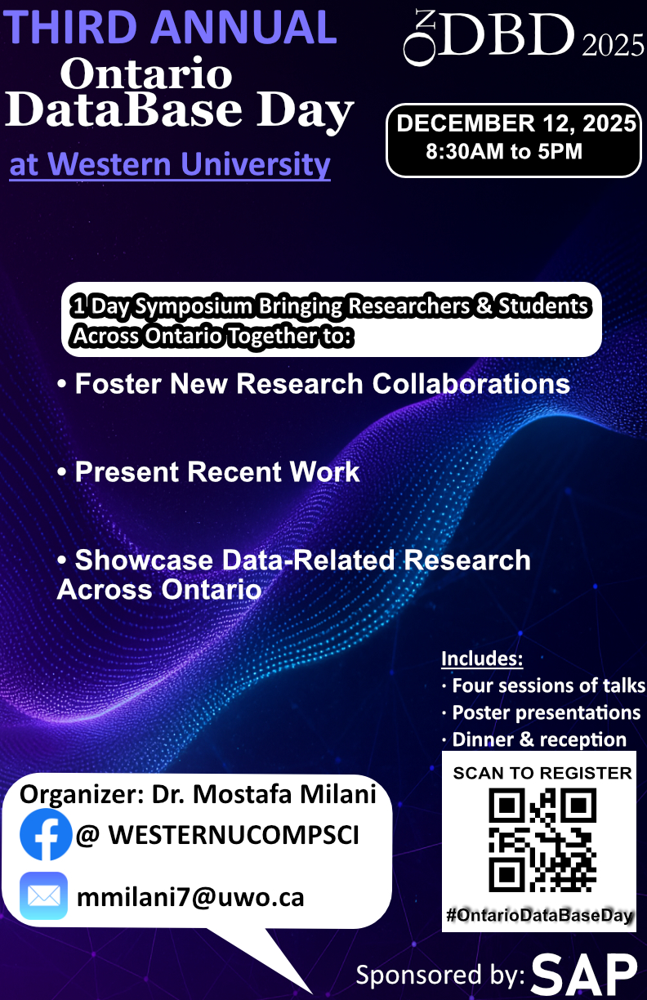 THIRD ANNUAL
Ontario
DataBase Day
at Western University
ON DBD 2025
DECEMBER 12, 2025
8:30AM to 5PM
1 Day Symposium Bringing Researchers & Students
Across Ontario Together to:
• Foster New Research Collaborations
• Present Recent Work
• Showcase Data-Related Research
Across Ontario
Includes:
· Four sessions of talks
· Poster presentations
· Dinner & reception
SCAN TO REGISTER
#OntarioDataBaseDay
Organizer: Dr. Mostafa Milani
@ WESTERNUCOMPSCI
mmilani7@uwo.ca
Sponsored by: SAP